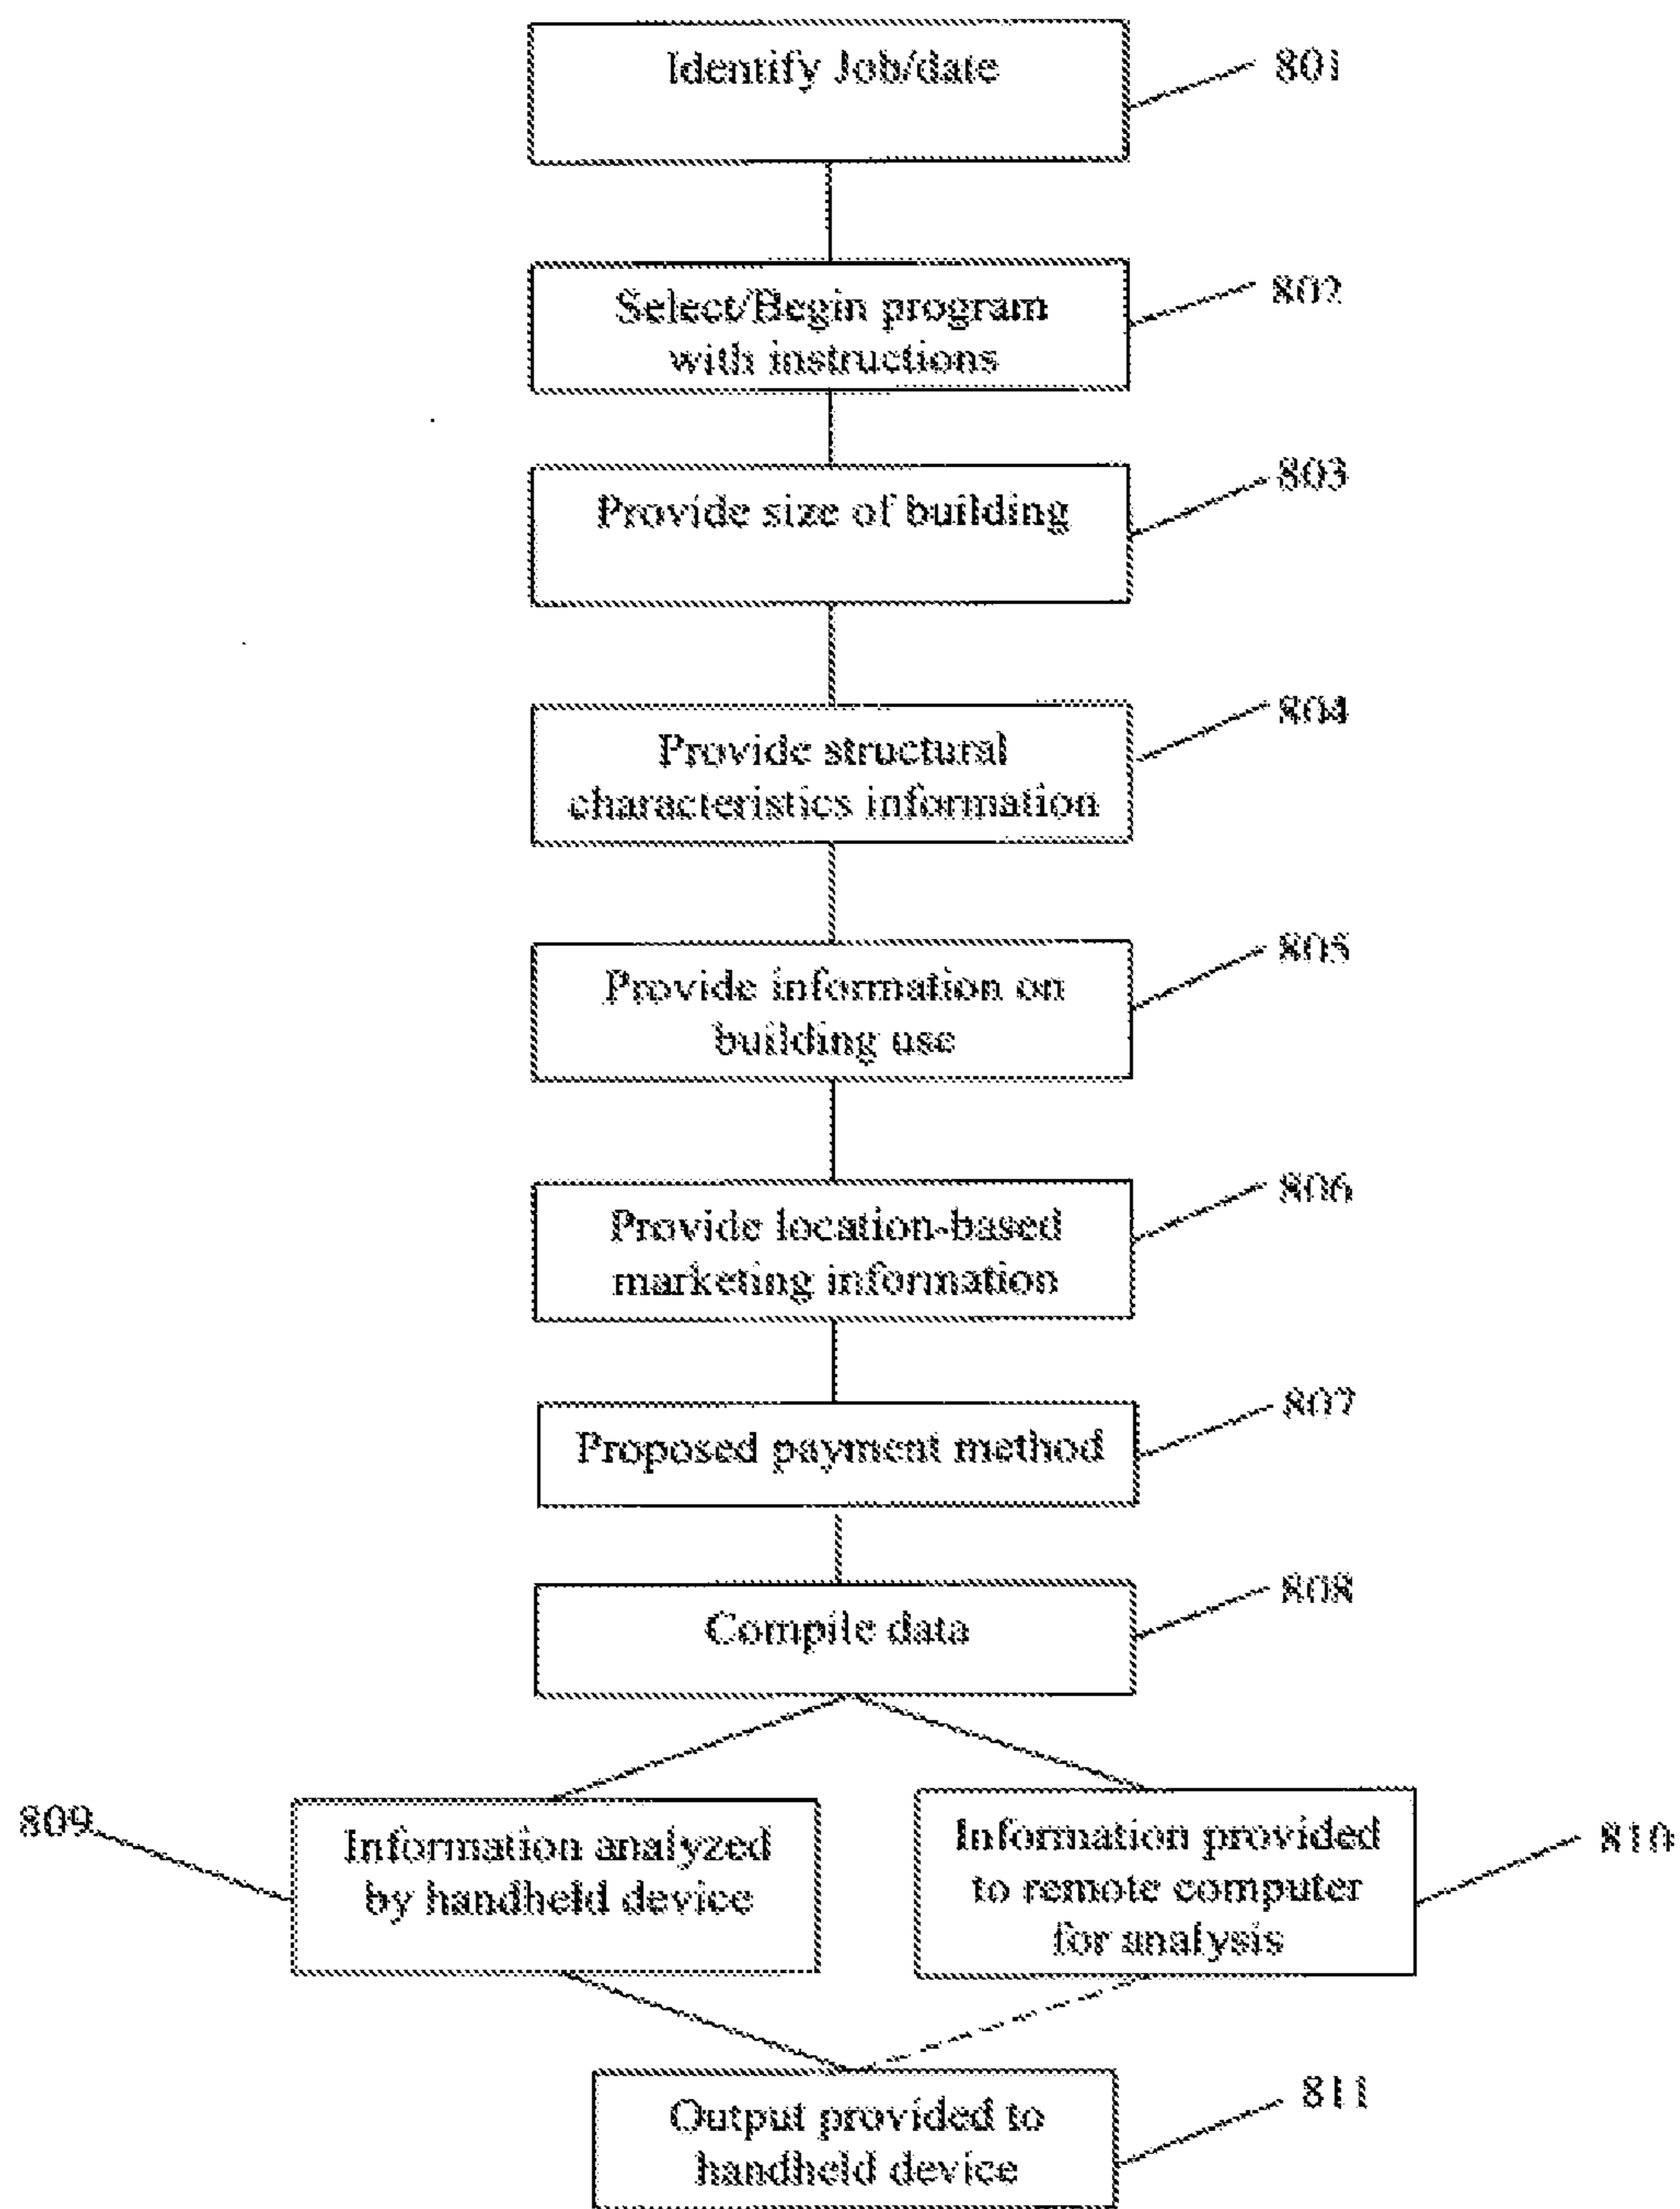 Identify Job/date
801
Select/Begin program
with instructions
802
Provide size of building
803
Provide structural
characteristics information
804
Provide information on
building use
805
Provide location-based
marketing information
806
Proposed payment method
807
Compile data
808
809
Information analyzed
by handheld device
Information provided
to remote computer
for analysis
810
Output provided to
handheld device
811